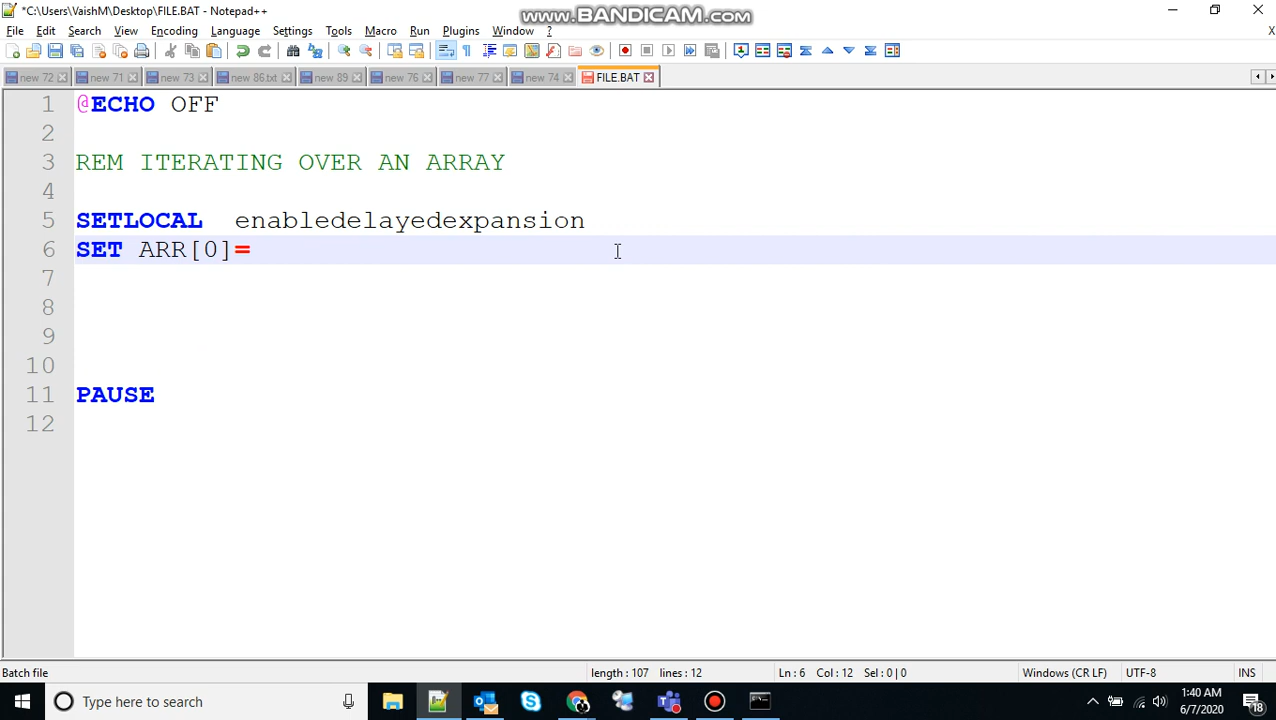 *C:\Users\VaishM\Desktop\FILE.BAT - Notepad++
www.BANDICAM.com
File Edit Search View Encoding Language Settings Tools Macro Run Plugins Window ? X
new 72 new 71 new 73 new 86.txt new 89 new 76 new 77 new 74 FILE.BAT
1 @ECHO OFF
2
3 REM ITERATING OVER AN ARRAY
4
5 SETLOCAL enabledelayedexpansion
6 SET ARR[0]=
7
8
9
10
11 PAUSE
12
Batch file length : 107 lines : 12 Ln : 6 Col : 12 Sel : 0 | 0 Windows (CR LF) UTF-8 INS
Type here to search
1:40 AM
6/7/2020
18